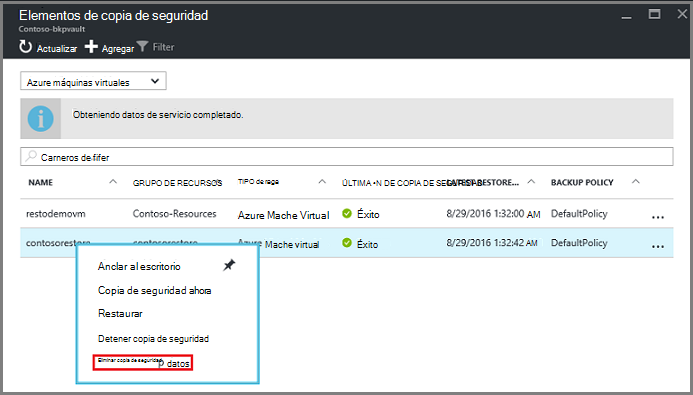 Elementos de copia de seguridad
Contoso-bkpvault
Actualizar Agregar Filter
Azure máquinas virtuales
Obteniendo datos de servicio completado.
Carneros de fifer
NAME GRUPO DE RECURSOS TIPO de rege ÚLTIMA •N DE COPIA DE SEGURIDAD RESTORE... BACKUP POLICY
restodemovm Contoso-Resources Azure Mache Virtual Éxito 8/29/2016 1:32:00 AM DefaultPolicy ...
contosorestore contosorestore Azure Mache virtual Éxito 8/29/2016 1:32:42 AM DefaultPolicy ...
Anclar al escritorio
Copia de seguridad ahora
Restaurar
Detener copia de seguridad
Eliminar copia de seguridad p datos